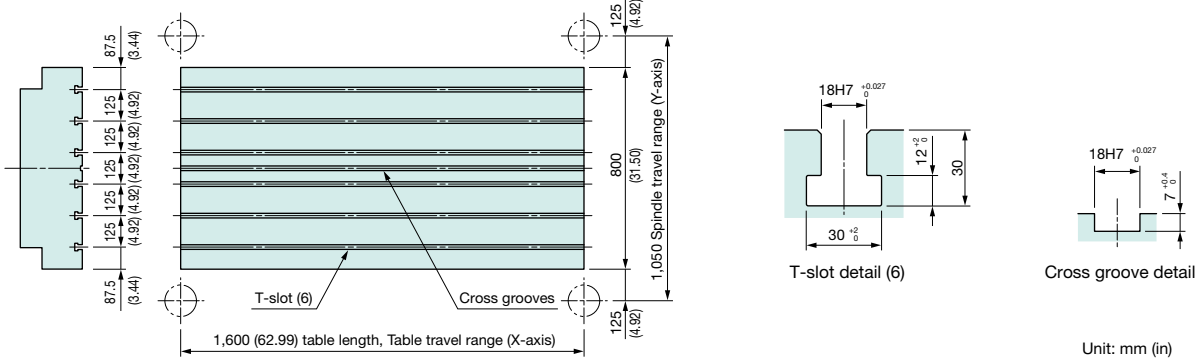 87.5
(3.44)
125
(4.92)
125
(4.92)
125
(4.92)
125
(4.92)
125
(4.92)
87.5
(3.44)
125
(4.92)
800
(31.50)
1,050 Spindle travel range (Y-axis)
125
(4.92)
T-slot (6)
Cross grooves
1,600 (62.99) table length, Table travel range (X-axis)
18H7 +0.027 0
12 +2 0
30
30 +2 0
T-slot detail (6)
18H7 +0.027 0
7 +0.4 0
Cross groove detail
Unit: mm (in)